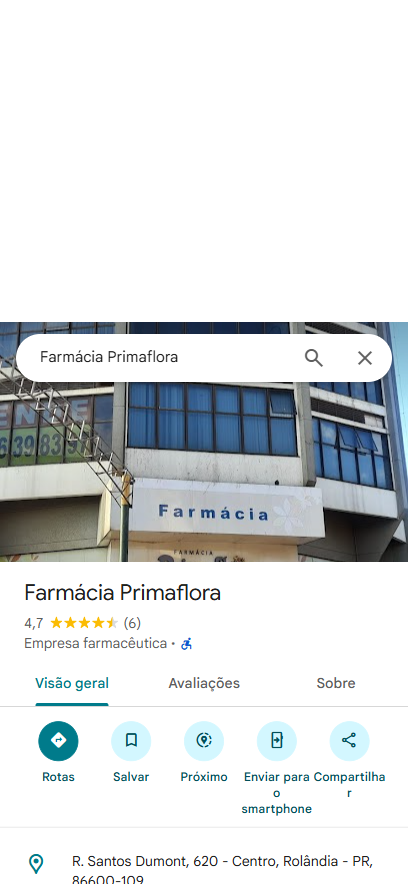 Farmácia Primaflora
Farmácia
FARMÁCIA
Farmácia Primaflora
4,7 (6)
Empresa farmacêutica ·
Visão geral Avaliações Sobre
Rotas Salvar Próximo Enviar para o smartphone Compartilhar
R. Santos Dumont, 620 - Centro, Rolândia - PR,
86600-109